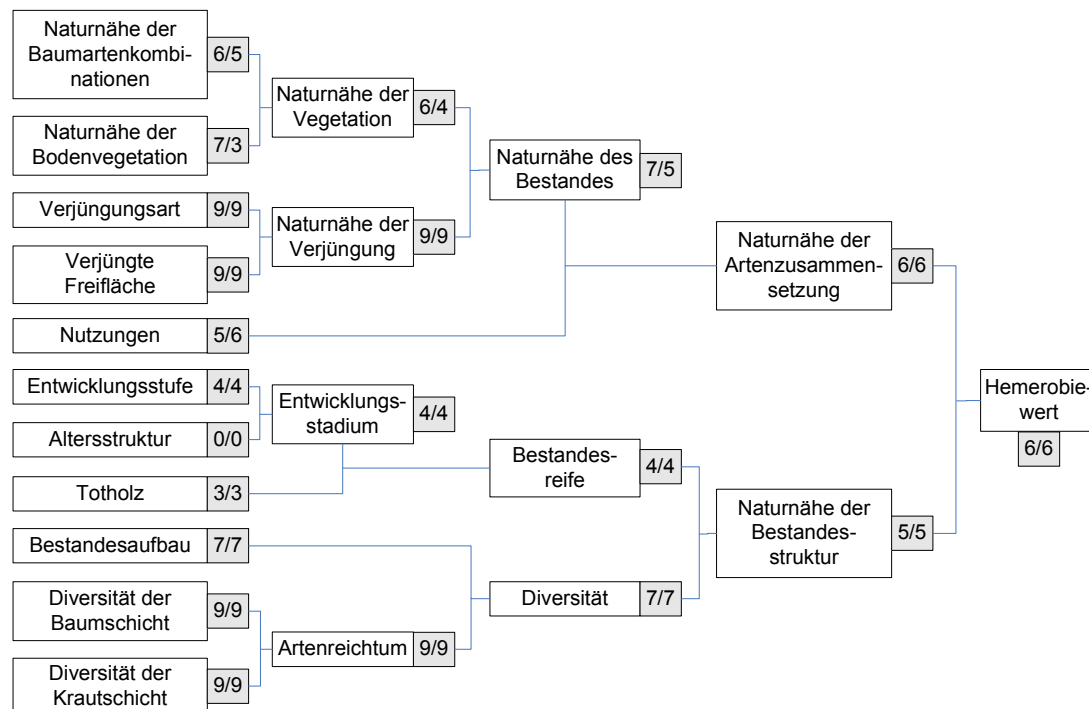 Naturnähe der
Baumartenkombi-
nationen
6/5
Naturnähe der
Bodenvegetation
7/3
Naturnähe der
Vegetation
6/4
Verjüngungsart
9/9
Verjüngte
Freifläche
9/9
Naturnähe der
Verjüngung
9/9
Naturnähe des
Bestandes
7/5
Nutzungen
5/6
Naturnähe der
Artenzusammen-
setzung
6/6
Entwicklungsstufe
4/4
Altersstruktur
0/0
Entwicklungs-
stadium
4/4
Totholz
3/3
Bestandes-
reife
4/4
Bestandesaufbau
7/7
Diversität der
Baumschicht
9/9
Diversität der
Krautschicht
9/9
Artenreichtum
9/9
Diversität
7/7
Naturnähe der
Bestandes-
struktur
5/5
Hemerobie-
wert
6/6